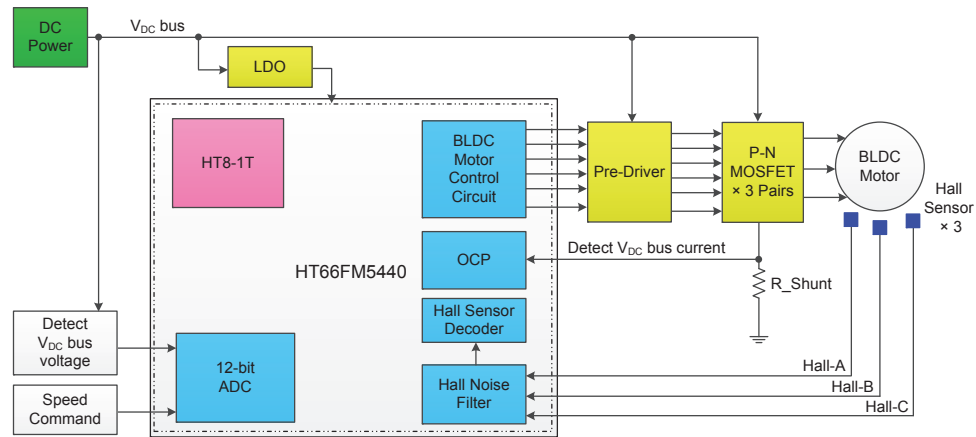 DC
Power
VDC bus
LDO
HT8-1T
BLDC
Motor
Control
Circuit
Pre-Driver
P-N
MOSFET
× 3 Pairs
BLDC
Motor
Hall
Sensor
× 3
HT66FM5440
OCP
Detect VDC bus current
R_Shunt
Hall Sensor
Decoder
Detect
VDC bus
voltage
12-bit
ADC
Hall Noise
Filter
Hall-A
Hall-B
Hall-C
Speed
Command